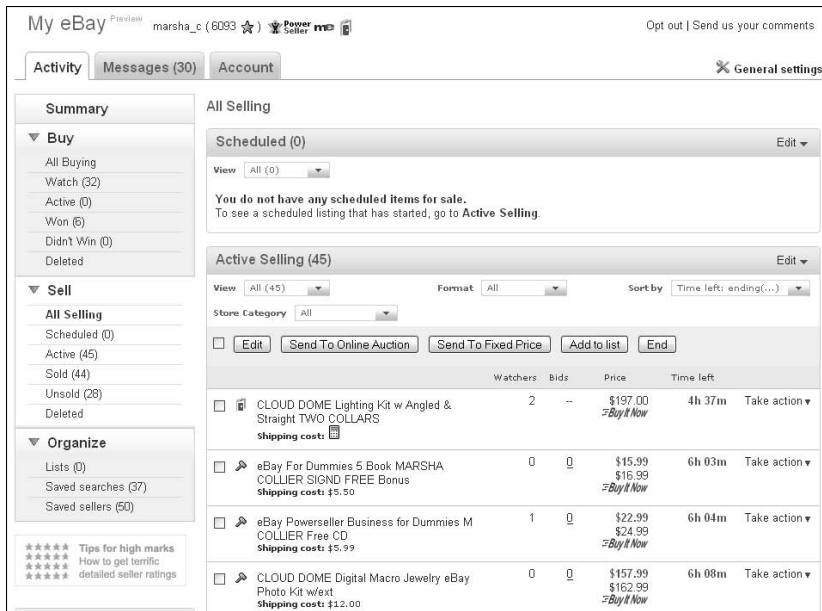 My eBay Preview marsha_c ( 6093 ) Power Seller me
Opt out | Send us your comments
Activity Messages (30) Account
General settings
Summary
Buy
All Buying
Watch (32)
Active (0)
Won (6)
Didn't Win (0)
Deleted
Sell
All Selling
Scheduled (0)
Active (45)
Sold (44)
Unsold (28)
Deleted
Organize
Lists (0)
Saved searches (37)
Saved sellers (50)
Tips for high marks
How to get terrific
detailed seller ratings
All Selling
Scheduled (0) Edit
View All (0)
You do not have any scheduled items for sale.
To see a scheduled listing that has started, go to Active Selling.
Active Selling (45) Edit
View All (45) Format All Sort by Time left: ending(...)
Store Category All
Edit Send To Online Auction Send To Fixed Price Add to list End
Watchers Bids Price Time left
CLOUD DOME Lighting Kit w Angled & 2 -- $197.00 4h 37m Take action
Straight TWO COLLARS Buy It Now
Shipping cost:
eBay For Dummies 5 Book MARSHA 0 0 $15.99 6h 03m Take action
COLLIER SIGND FREE Bonus $16.99
Shipping cost: $5.50 Buy It Now
eBay Powerseller Business for Dummies M 1 0 $22.99 6h 04m Take action
COLLIER Free CD $24.99
Shipping cost: $5.99 Buy It Now
CLOUD DOME Digital Macro Jewelry eBay 0 0 $157.99 6h 08m Take action
Photo Kit w/ext $162.99
Shipping cost: $12.00 Buy It Now